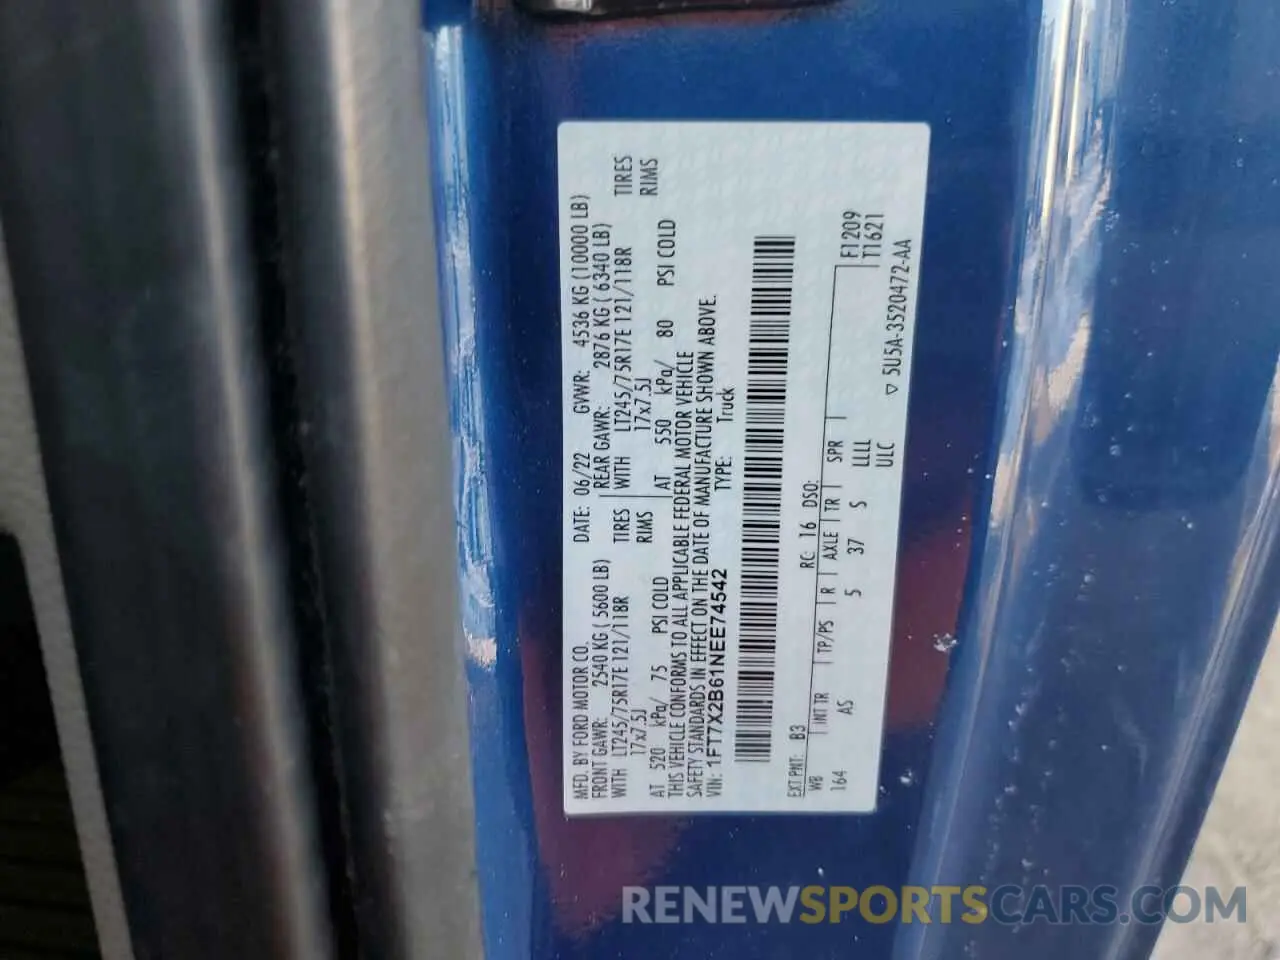 MFD. BY FORD MOTOR CO.
DATE: 06/22 GVWR: 4536 KG (10000 LB)
FRONT GAWR: 2540 KG ( 5600 LB)
REAR GAWR: 2876 KG ( 6340 LB)
WITH LT245/75R17E 121/118R TIRES
WITH LT245/75R17E 121/118R TIRES
17x7.5J RIMS
17x7.5J RIMS
AT 520 kPa/ 75 PSI COLD
AT 550 kPa/ 80 PSI COLD
THIS VEHICLE CONFORMS TO ALL APPLICABLE FEDERAL MOTOR VEHICLE
SAFETY STANDARDS IN EFFECT ON THE DATE OF MANUFACTURE SHOWN ABOVE.
VIN: 1FT7X2B61NEE74542 TYPE: Truck
EXT PNT: B3 RC: 16 DSO:
WB INT TR TP/PS R AXLE TR SPR
164 AS 5 37 S LLLL
ULC
F1209
T1621
▽ 5U5A-3520472-AA
RENEWSPORTSCARS.COM